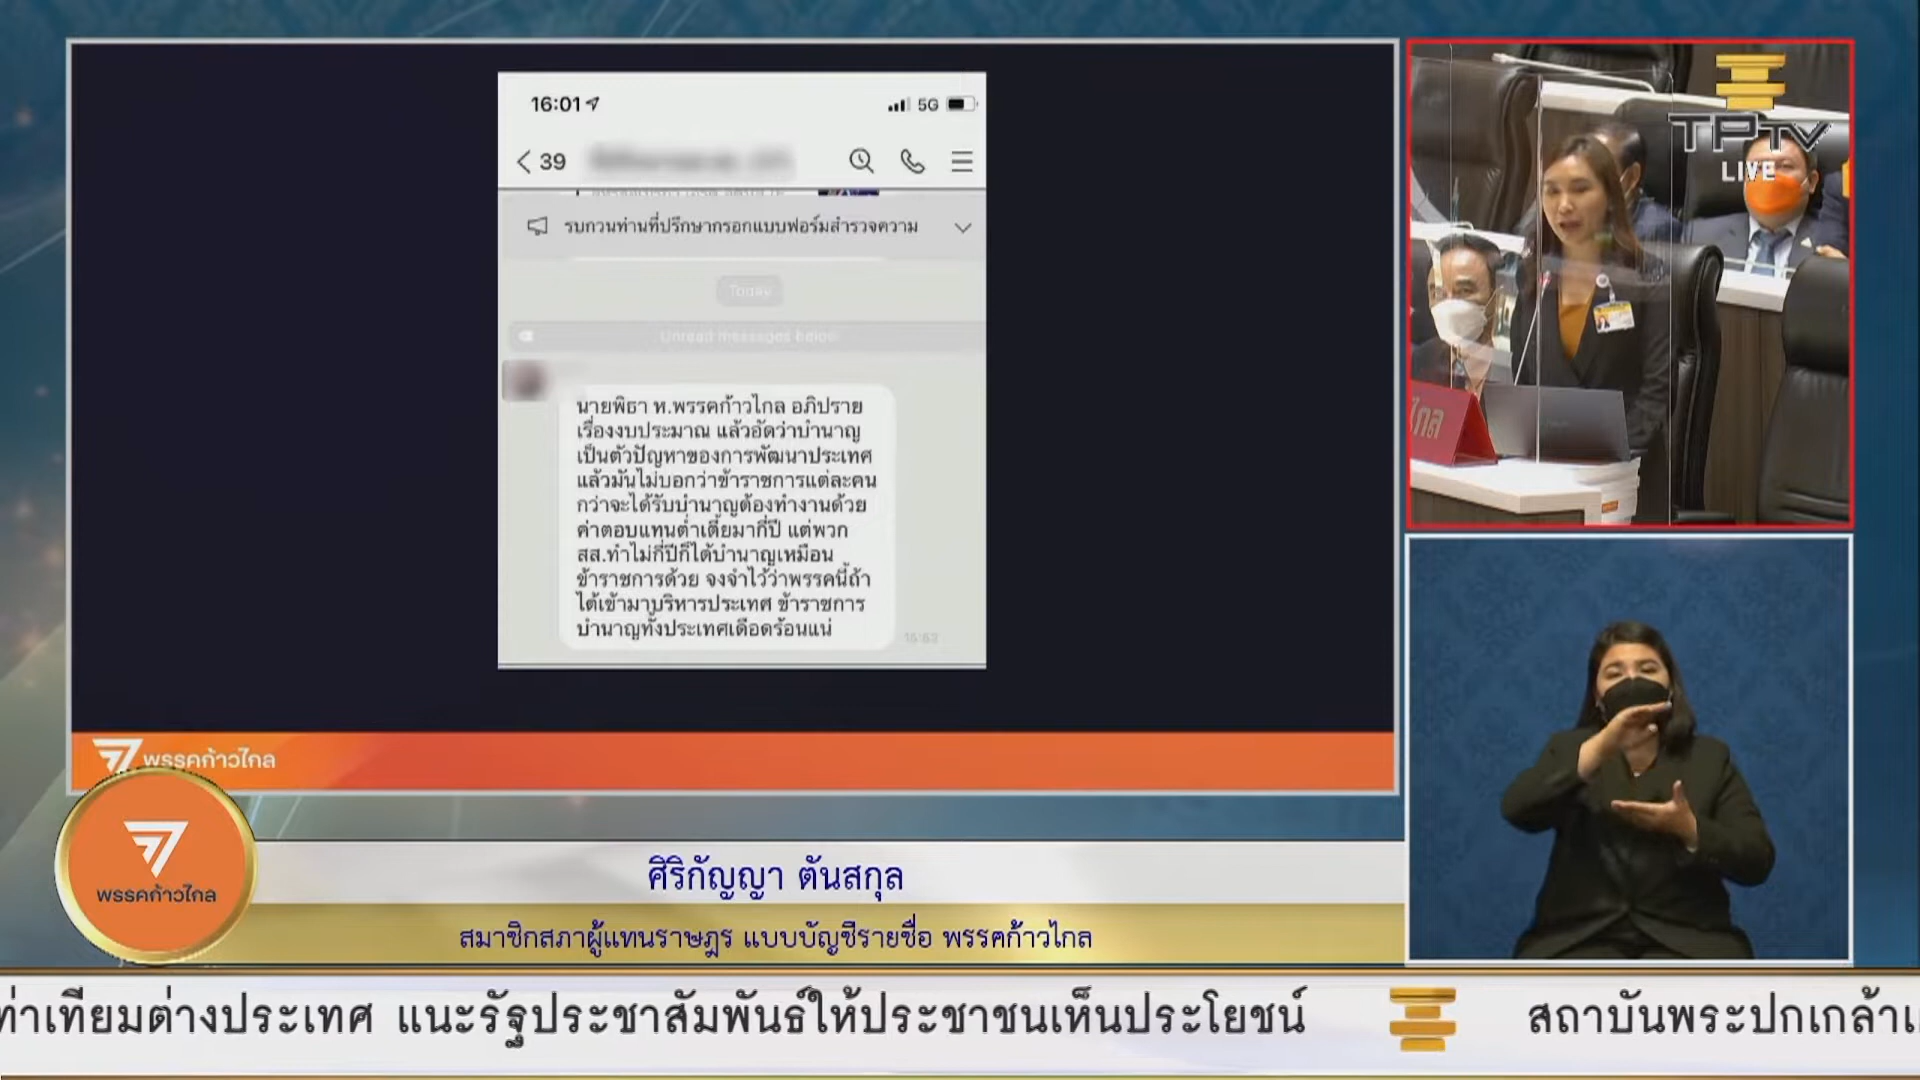 16:01
5G
39
รบกวนท่านที่ปรึกษากรอกแบบฟอร์มสำรวจความ
Today
Unread messages below
นายพิธา ห.พรรคก้าวไกล อภิปราย
เรื่องงบประมาณ แล้วอัดว่าบำนาญ
เป็นตัวปัญหาของการพัฒนาประเทศ
แล้วมันไม่บอกว่าข้าราชการแต่ละคน
กว่าจะได้รับบำนาญต้องทำงานด้วย
ค่าตอบแทนต่ำเตี้ยมากี่ปี แต่พวก
สส.ทำไม่กี่ปีก็ได้บำนาญเหมือน
ข้าราชการด้วย จงจำไว้ว่าพรรคนี้ถ้า
ได้เข้ามาบริหารประเทศ ข้าราชการ
บำนาญทั้งประเทศเดือดร้อนแน่
15:53
พรรคก้าวไกล
TPTV
LIVE
ไกล
พรรคก้าวไกล
ศิริกัญญา ตันสกุล
สมาชิกสภาผู้แทนราษฎร แบบบัญชีรายชื่อ พรรคก้าวไกล
ท่าเทียมต่างประเทศ แนะรัฐประชาสัมพันธ์ให้ประชาชนเห็นประโยชน์
สถาบันพระปกเกล้าเ